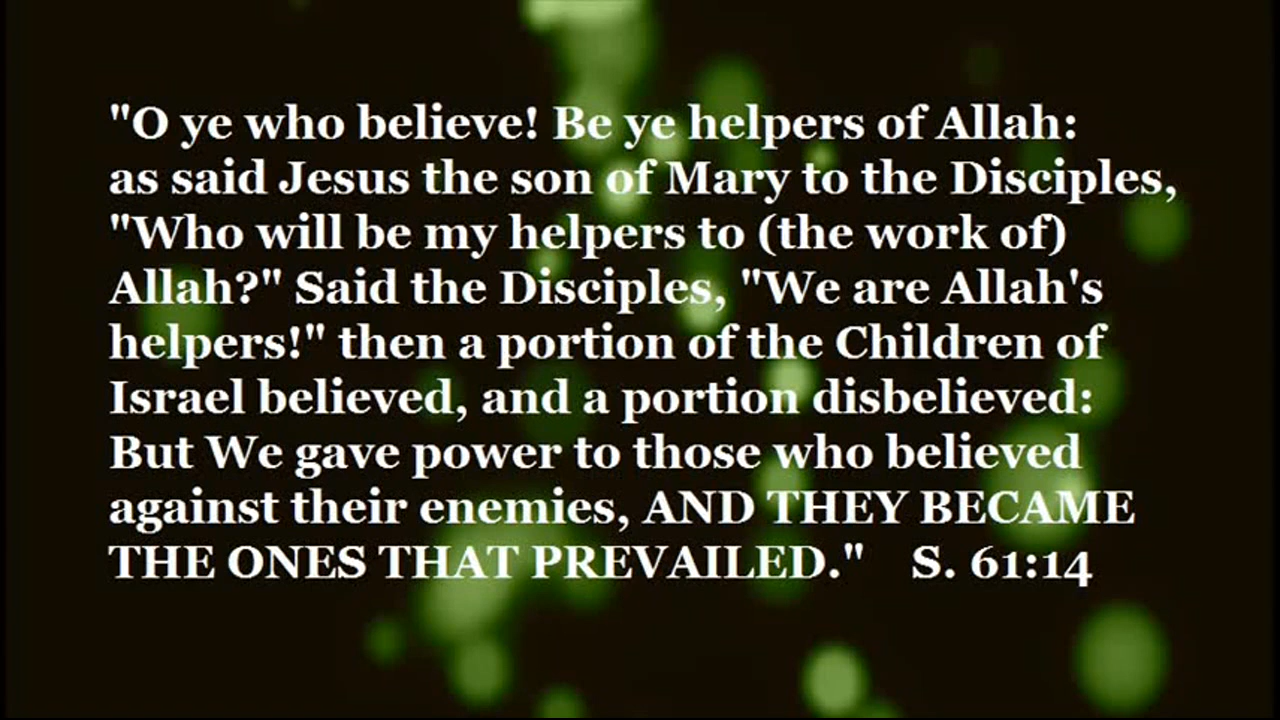 "O ye who believe! Be ye helpers of Allah:
as said Jesus the son of Mary to the Disciples,
"Who will be my helpers to (the work of)
Allah?" Said the Disciples, "We are Allah's
helpers!" then a portion of the Children of
Israel believed, and a portion disbelieved:
But We gave power to those who believed
against their enemies, AND THEY BECAME
THE ONES THAT PREVAILED." S. 61:14